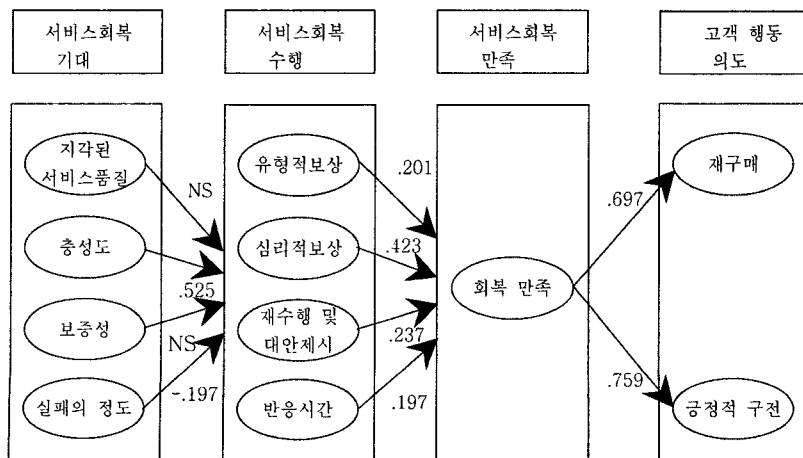 서비스회복
기대
서비스회복
수행
서비스회복
만족
고객 행동
의도
지각된
서비스품질
NS
충성도
.525
보증성
NS
실패의 정도
-.197
유형적보상
.201
심리적보상
.423
재수행 및
대안제시
.237
반응시간
.197
회복 만족
.697
.759
재구매
긍정적 구전